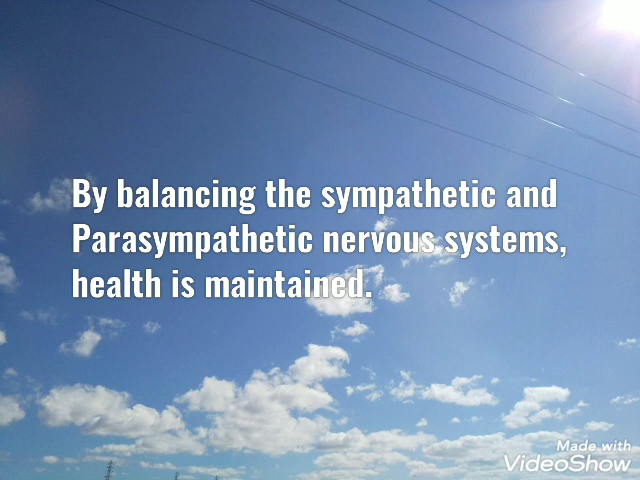 By balancing the sympathetic and
Parasympathetic nervous systems,
health is maintained.
Made with
VideoShow